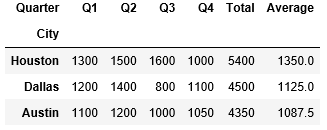 Quarter Q1 Q2 Q3 Q4 Total Average
City
Houston 1300 1500 1600 1000 5400 1350.0
Dallas 1200 1400 800 1100 4500 1125.0
Austin 1100 1200 1000 1050 4350 1087.5